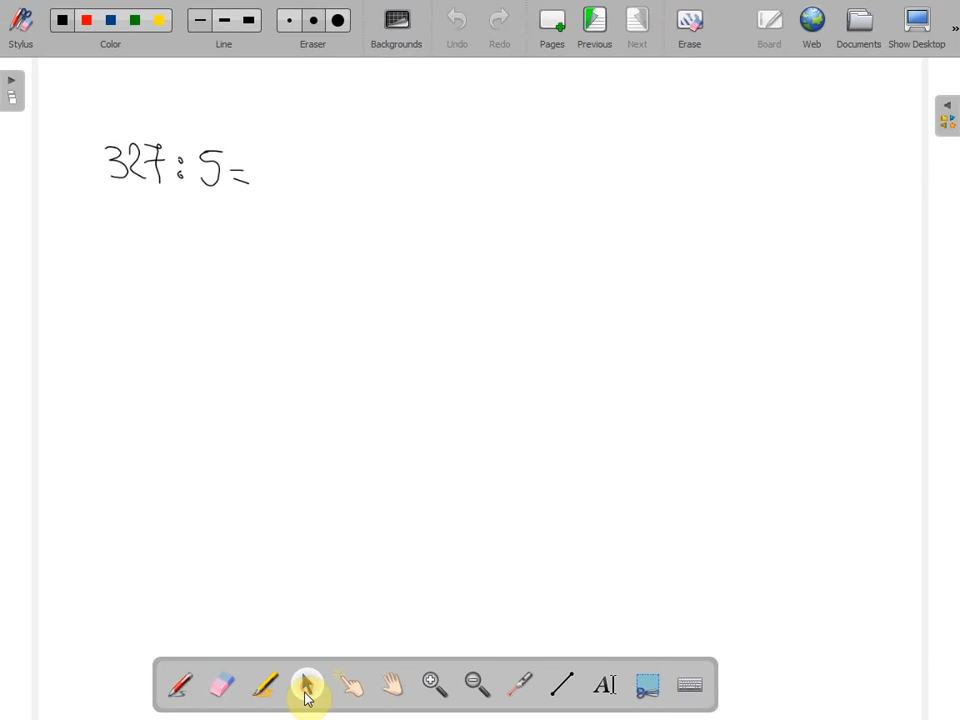 Stylus Color Line Eraser Backgrounds Undo Redo Pages Previous Next Erase Board Web Documents Show Desktop »
327 : 5 =
A